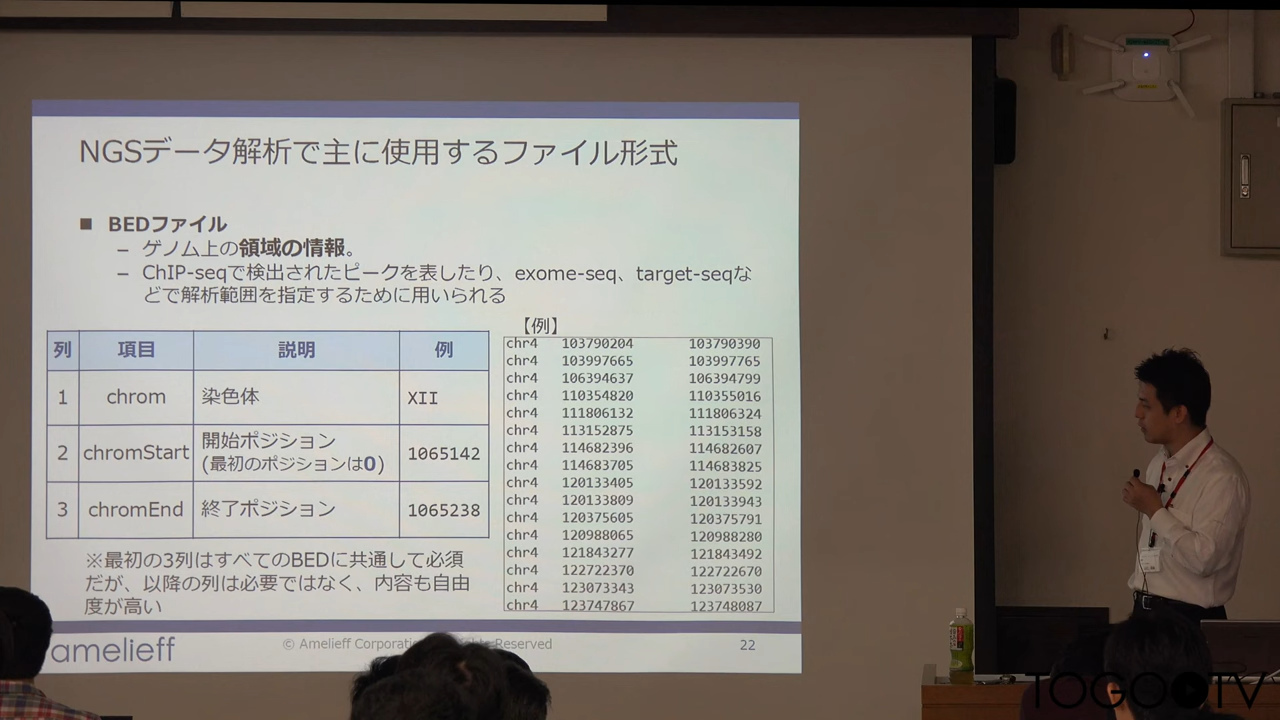 NGSデータ解析で主に使用するファイル形式
■ BEDファイル
– ゲノム上の領域の情報。
– ChIP-seqで検出されたピークを表したり、exome-seq、target-seqな
どで解析範囲を指定するために用いられる
列 項目 説明 例
1 chrom 染色体 XII
2 chromStart 開始ポジション
(最初のポジションは0) 1065142
3 chromEnd 終了ポジション 1065238
※最初の3列はすべてのBEDに共通して必須
だが、以降の列は必要ではなく、内容も自由
度が高い
【例】
chr4 103790204 103790390
chr4 103997665 103997765
chr4 106394637 106394799
chr4 110354820 110355016
chr4 111806132 111806324
chr4 113152875 113153158
chr4 114682396 114682607
chr4 114683705 114683825
chr4 120133405 120133592
chr4 120133809 120133943
chr4 120375605 120375791
chr4 120988065 120988280
chr4 121843277 121843492
chr4 122722370 122722670
chr4 123073343 123073530
chr4 123747867 123748087
amelieff
© Amelieff Reserved
22
TOGOTV